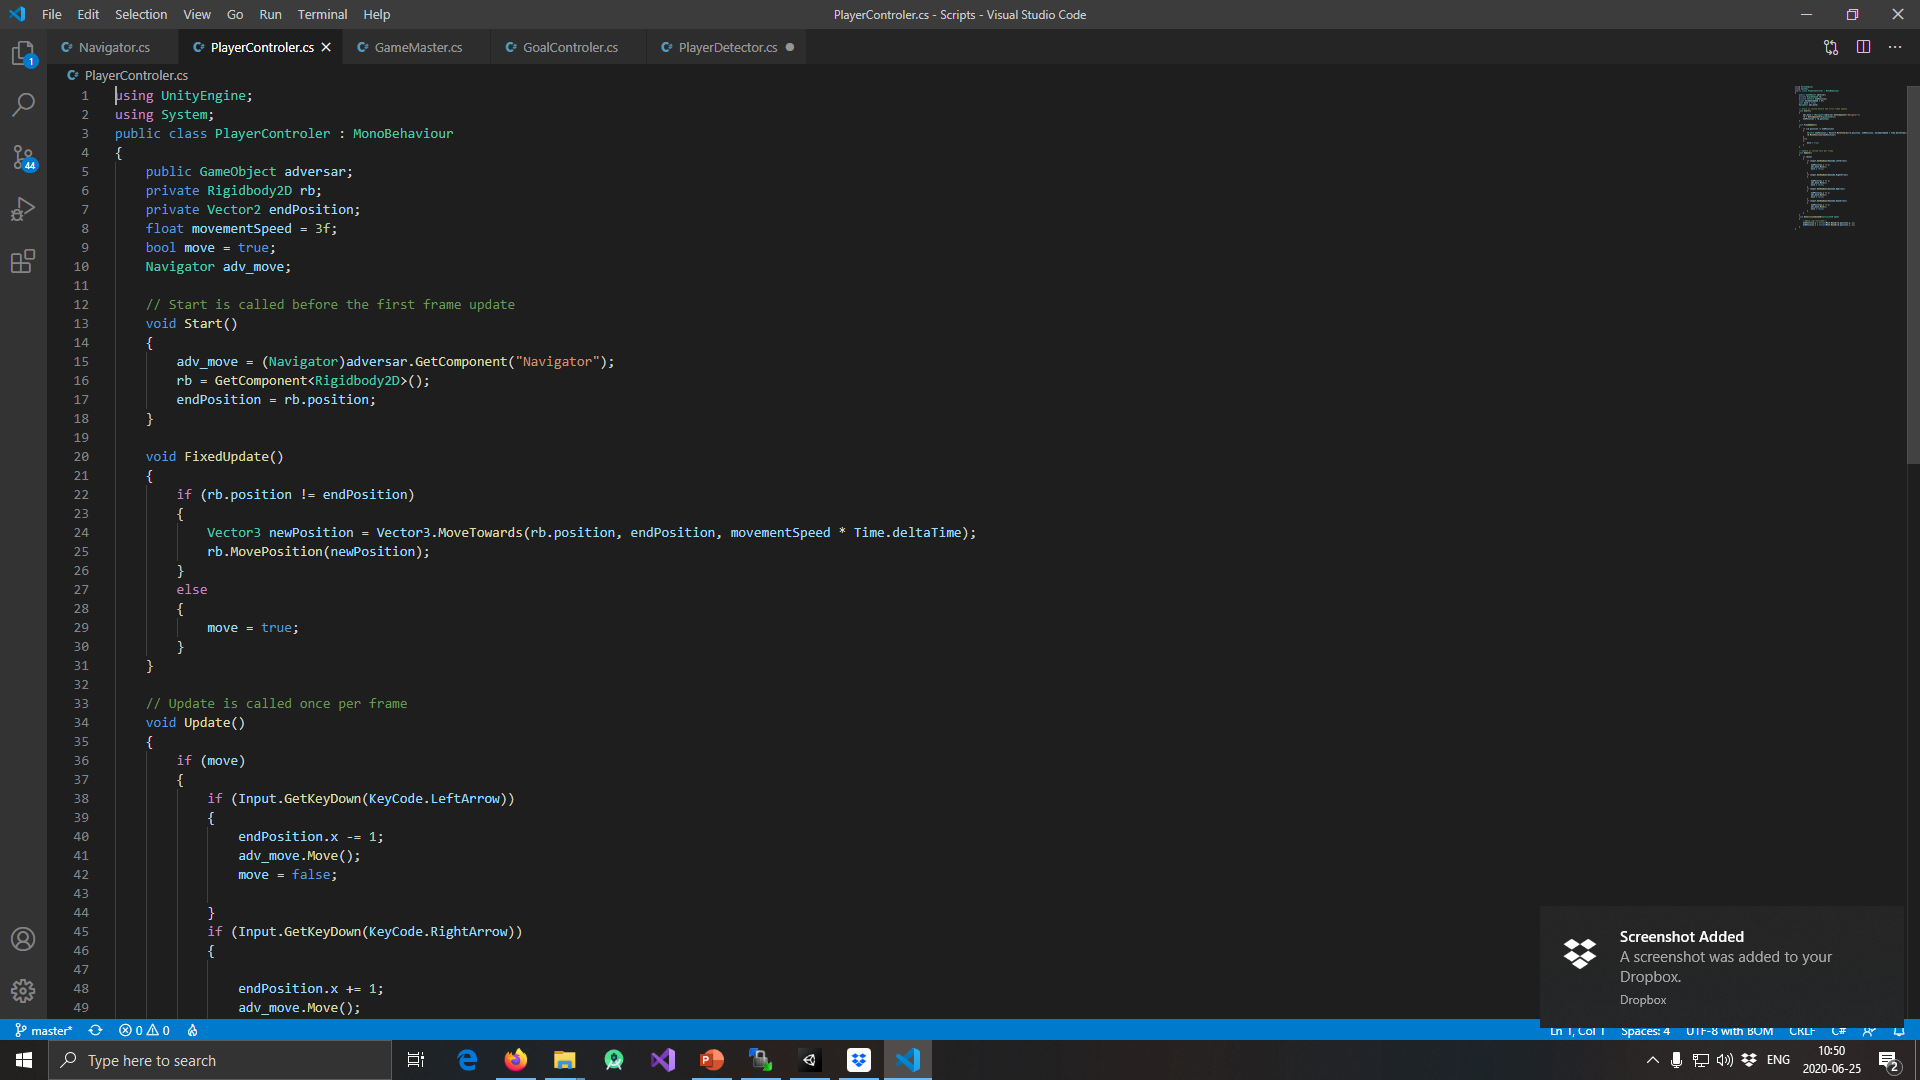 File Edit Selection View Go Run Terminal Help
PlayerControler.cs - Scripts - Visual Studio Code
Navigator.cs PlayerControler.cs GameMaster.cs GoalControler.cs PlayerDetector.cs
PlayerControler.cs
1 using UnityEngine;
2 using System;
3 public class PlayerControler : MonoBehaviour
4 {
5 public GameObject adversar;
6 private Rigidbody2D rb;
7 private Vector2 endPosition;
8 float movementSpeed = 3f;
9 bool move = true;
10 Navigator adv_move;
11
12 // Start is called before the first frame update
13 void Start()
14 {
15 adv_move = (Navigator)adversar.GetComponent("Navigator");
16 rb = GetComponent<Rigidbody2D>();
17 endPosition = rb.position;
18 }
19
20 void FixedUpdate()
21 {
22 if (rb.position != endPosition)
23 {
24 Vector3 newPosition = Vector3.MoveTowards(rb.position, endPosition, movementSpeed * Time.deltaTime);
25 rb.MovePosition(newPosition);
26 }
27 else
28 {
29 move = true;
30 }
31 }
32
33 // Update is called once per frame
34 void Update()
35 {
36 if (move)
37 {
38 if (Input.GetKeyDown(KeyCode.LeftArrow))
39 {
40 endPosition.x -= 1;
41 adv_move.Move();
42 move = false;
43
44 }
45 if (Input.GetKeyDown(KeyCode.RightArrow))
46 {
47
48 endPosition.x += 1;
49 adv_move.Move();
1
44
Screenshot Added
A screenshot was added to your
Dropbox.
Dropbox
master* 0 0 Ln 1, Col 1 Spaces: 4 UTF-8 with BOM CRLF C#
Type here to search
ENG
10:50
2020-06-25
2